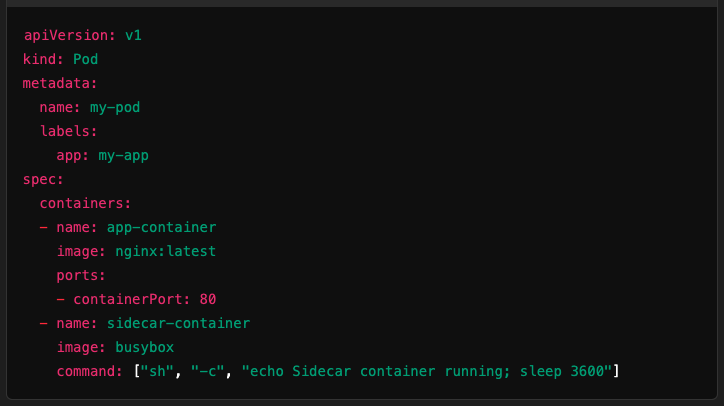 apiVersion: v1
kind: Pod
metadata:
  name: my-pod
  labels:
    app: my-app
spec:
  containers:
  - name: app-container
    image: nginx:latest
    ports:
    - containerPort: 80
  - name: sidecar-container
    image: busybox
    command: ["sh", "-c", "echo Sidecar container running; sleep 3600"]